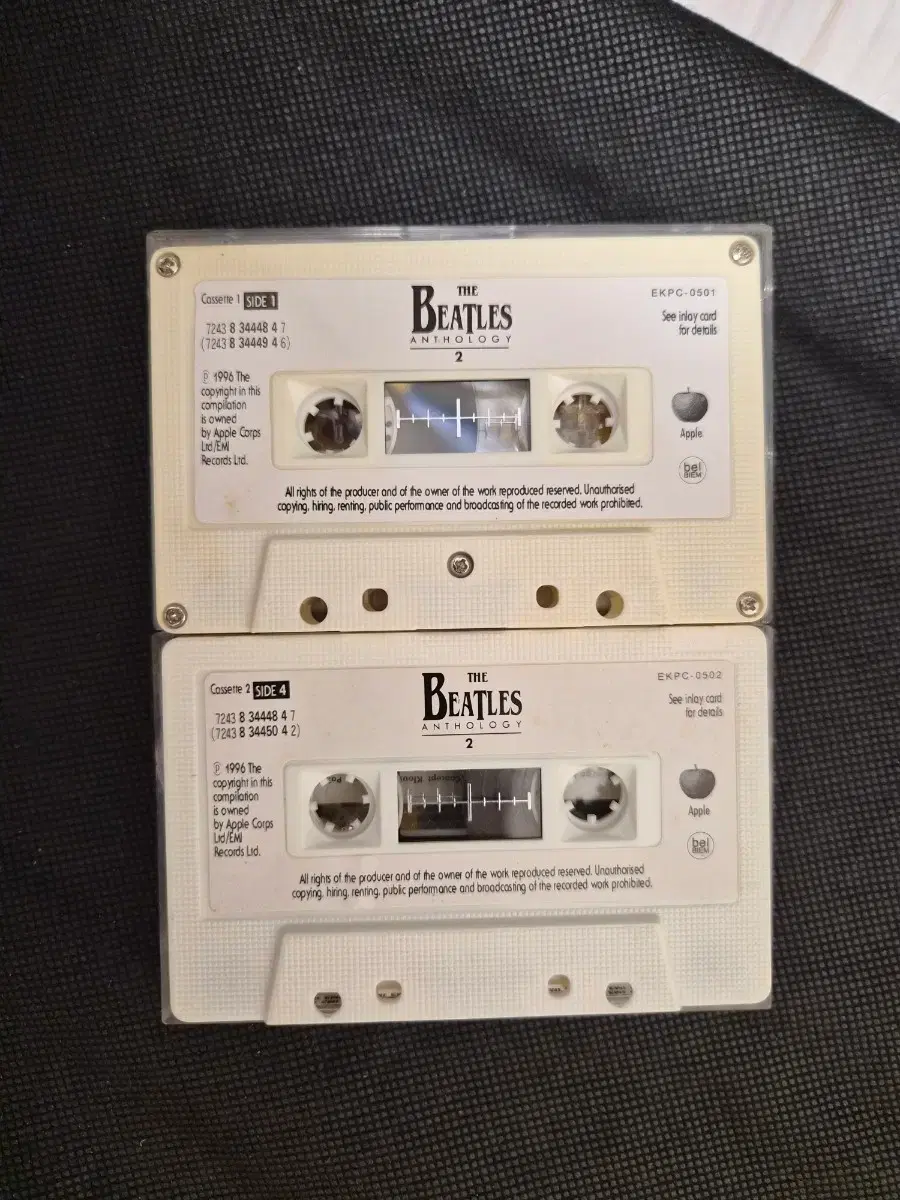 Cassette 1 SIDE 1
7243 8 34448 4 7
(7243 8 34449 4 6)
℗ 1996 The
copyright in this
compilation
is owned
by Apple Corps
Ltd/EMI
Records Ltd.
THE
BEATLES
ANTHOLOGY
2
EKPC-0501
See inlay card
for details
Apple
bel
BIEM
All rights of the producer and of the owner of the work reproduced reserved. Unauthorised
copying, hiring, renting, public performance and broadcasting of the recorded work prohibited.
Cassette 2 SIDE 4
7243 8 34448 4 7
(7243 8 34450 4 2)
℗ 1996 The
copyright in this
compilation
is owned
by Apple Corps
Ltd/EMI
Records Ltd.
THE
BEATLES
ANTHOLOGY
2
EKPC-0502
See inlay card
for details
Apple
bel
BIEM
All rights of the producer and of the owner of the work reproduced reserved. Unauthorised
copying, hiring, renting, public performance and broadcasting of the recorded work prohibited.